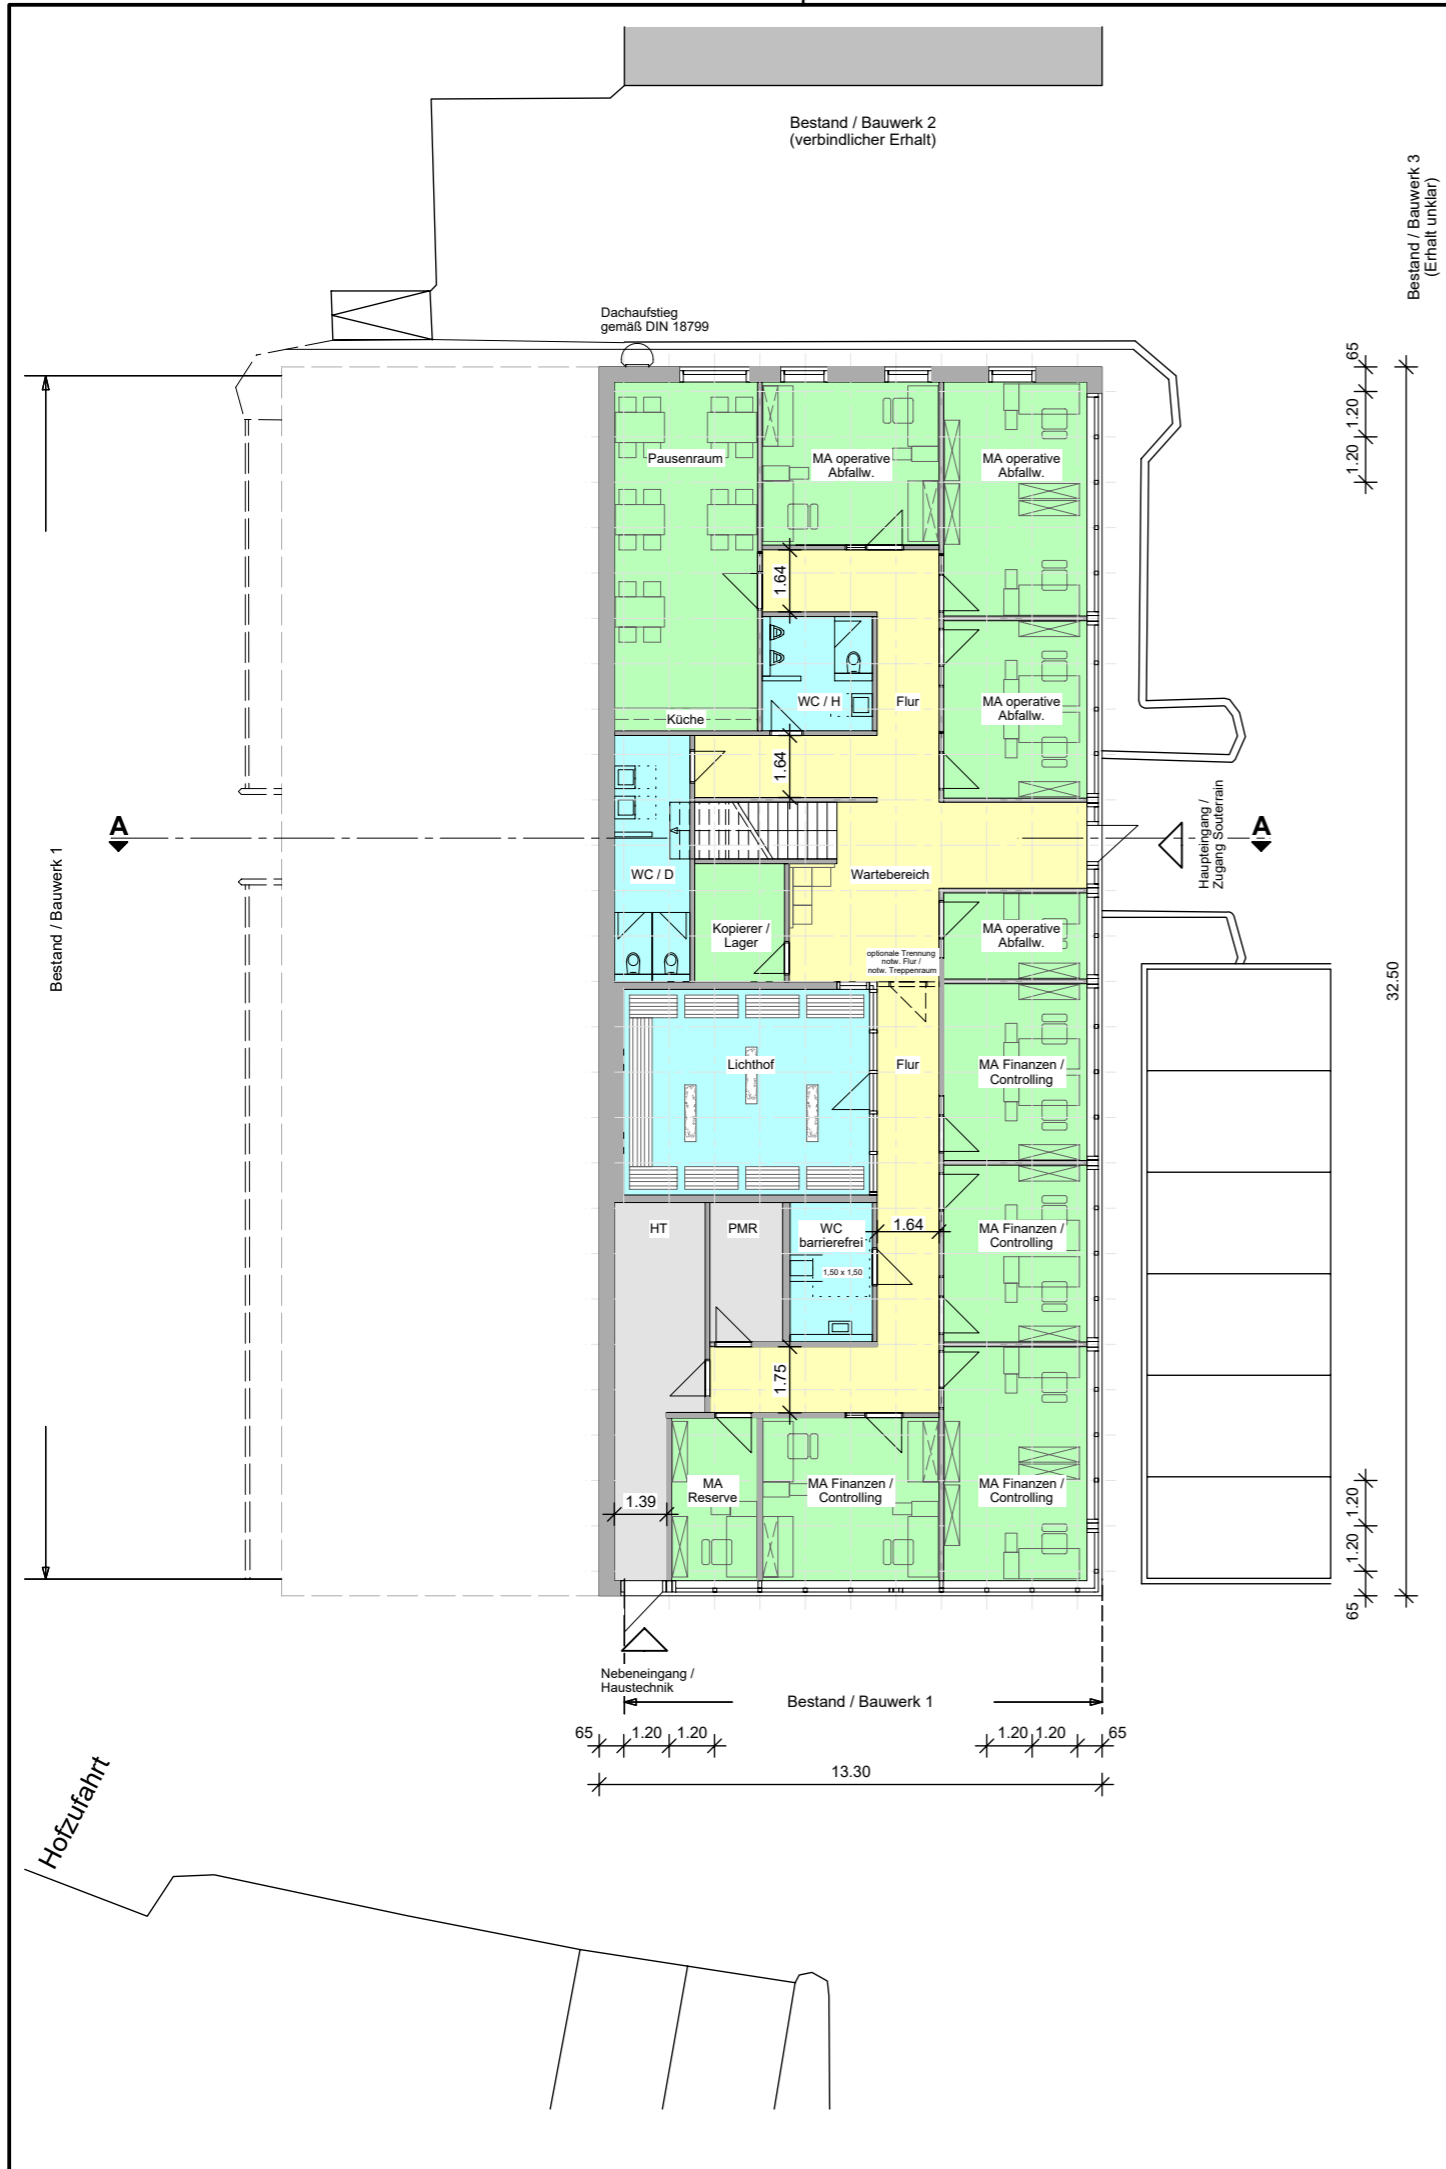 Bestand / Bauwerk 2
(verbindlicher Erhalt)
Bestand / Bauwerk 3
(Erhalt unklar)
Dachaufstieg
gemäß DIN 18799
65
1.20
1.20
32.50
Pausenraum
MA operative
Abfallw.
MA operative
Abfallw.
1.64
WC / H
Flur
MA operative
Abfallw.
Küche
1.64
A
A
Haupteingang /
Zugang Souterrain
Bestand / Bauwerk 1
WC / D
Wartebereich
Kopierer /
Lager
MA operative
Abfallw.
optionale Trennung
notw. Flur /
notw. Treppenraum
Lichthof
Flur
MA Finanzen /
Controlling
HT
PMR
WC
barrierefrei
1,50 x 1,50
1.64
MA Finanzen /
Controlling
1.75
1.39
MA
Reserve
MA Finanzen /
Controlling
MA Finanzen /
Controlling
1.20
1.20
65
Nebeneingang /
Haustechnik
Bestand / Bauwerk 1
65
1.20
1.20
1.20
1.20
65
13.30
Hofzufahrt